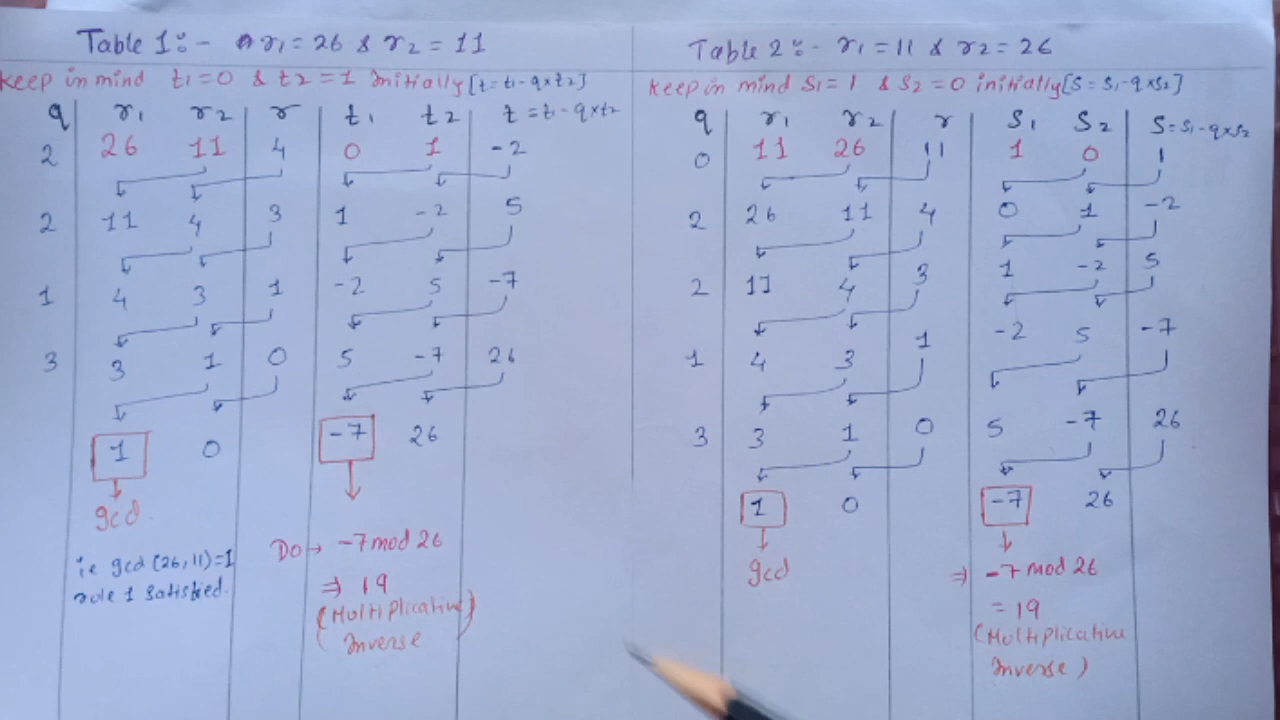 Table 1:- r1=26 & r2=11
keep in mind t1=0 & t2=1 Initially [t=t1-q×t2]
q r1 r2 r t1 t2 t=t1-q×t2
2 26 11 4 0 1 -2
2 11 4 3 1 -2 5
1 4 3 1 -2 5 -7
3 3 1 0 5 -7 26
1 0 -7 26
gcd
ie gcd(26,11)=1
rule 1 Satisfied.
Do → -7 mod 26
⇒ 19
(Multiplicative)
( Inverse
Table 2:- r1=11 & r2=26
keep in mind S1=1 & S2=0 initially [S=S1-q×S2]
q r1 r2 r S1 S2 S=S1-q×S2
0 11 26 11 1 0 1
2 26 11 4 0 1 -2
2 11 4 3 1 -2 5
1 4 3 1 -2 5 -7
3 3 1 0 5 -7 26
1 0 -7 26
gcd
⇒ -7 mod 26
= 19
(Multiplicative
Inverse)